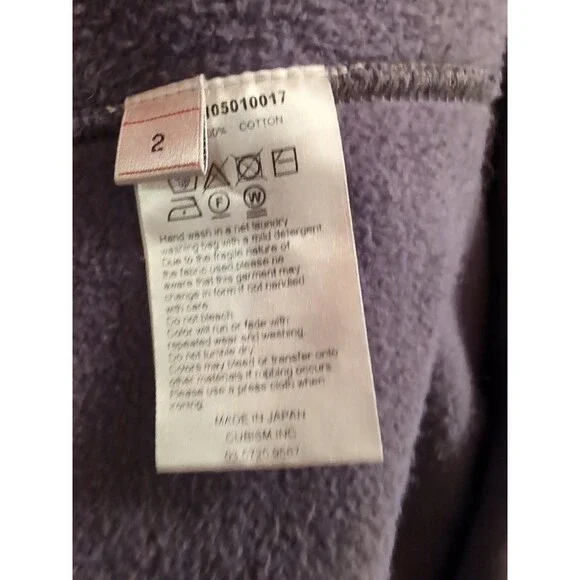 2
05010017
00% COTTON
F W
Hand wash in a net laundry
washing bag with a mild detergent
Due to the fragile nature of
the fabric used,please be
aware that this garment may
change in form if not handled
with care.
Do not bleach.
Color will run or fade with
repeated wear and washing.
Do not tumble dry.
Colors may bleed or transfer onto
other materials if rubbing occurs
Please use a press cloth when
ironing.
MADE IN JAPAN
CUBISM INC.
03 5725 9567